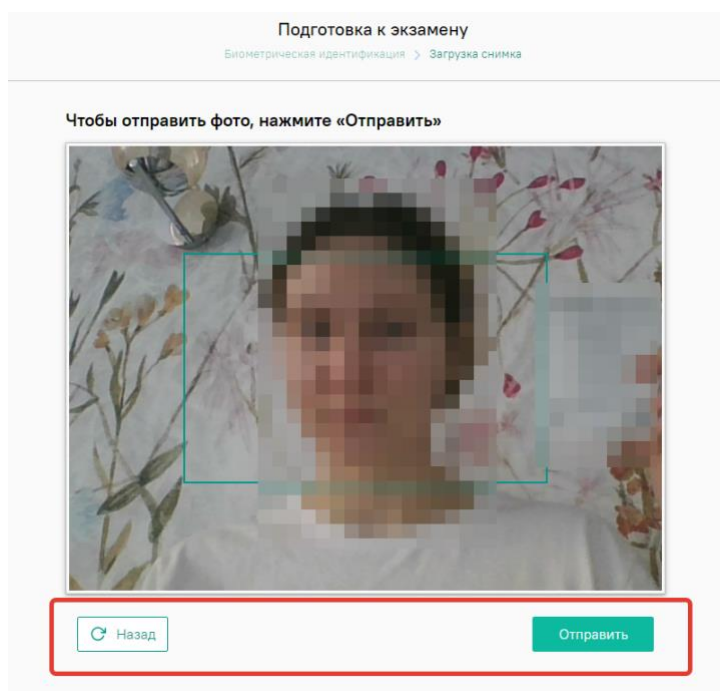 Подготовка к экзамену
Биометрическая идентификация > Загрузка снимка
Чтобы отправить фото, нажмите «Отправить»
Назад
Отправить